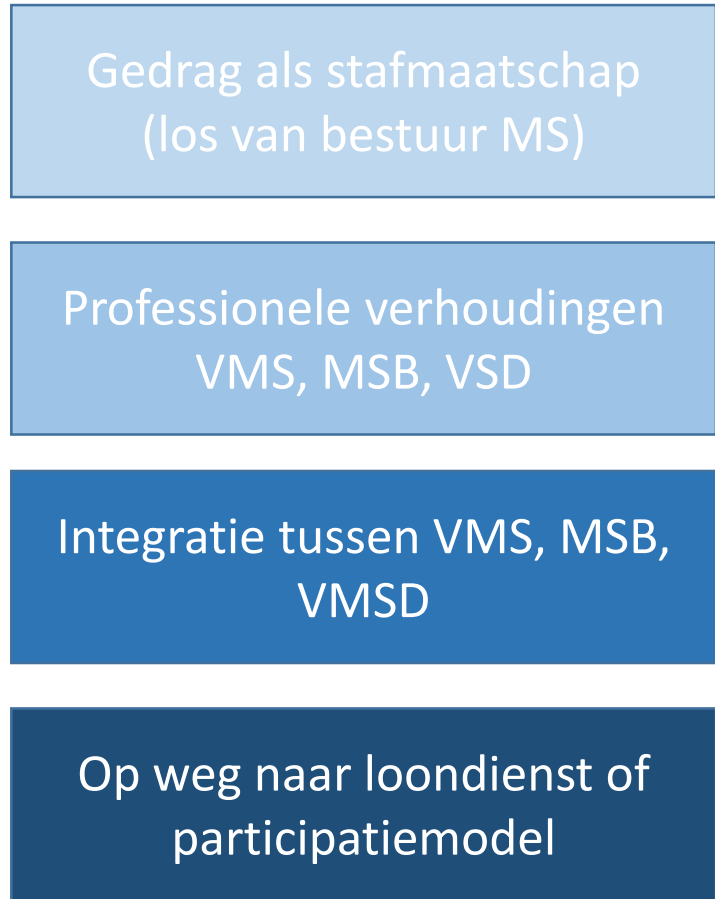 Gedrag als stafmaatschap
(los van bestuur MS)
Professionele verhoudingen
VMS, MSB, VSD
Integratie tussen VMS, MSB,
VMSD
Op weg naar loondienst of
participatiemodel